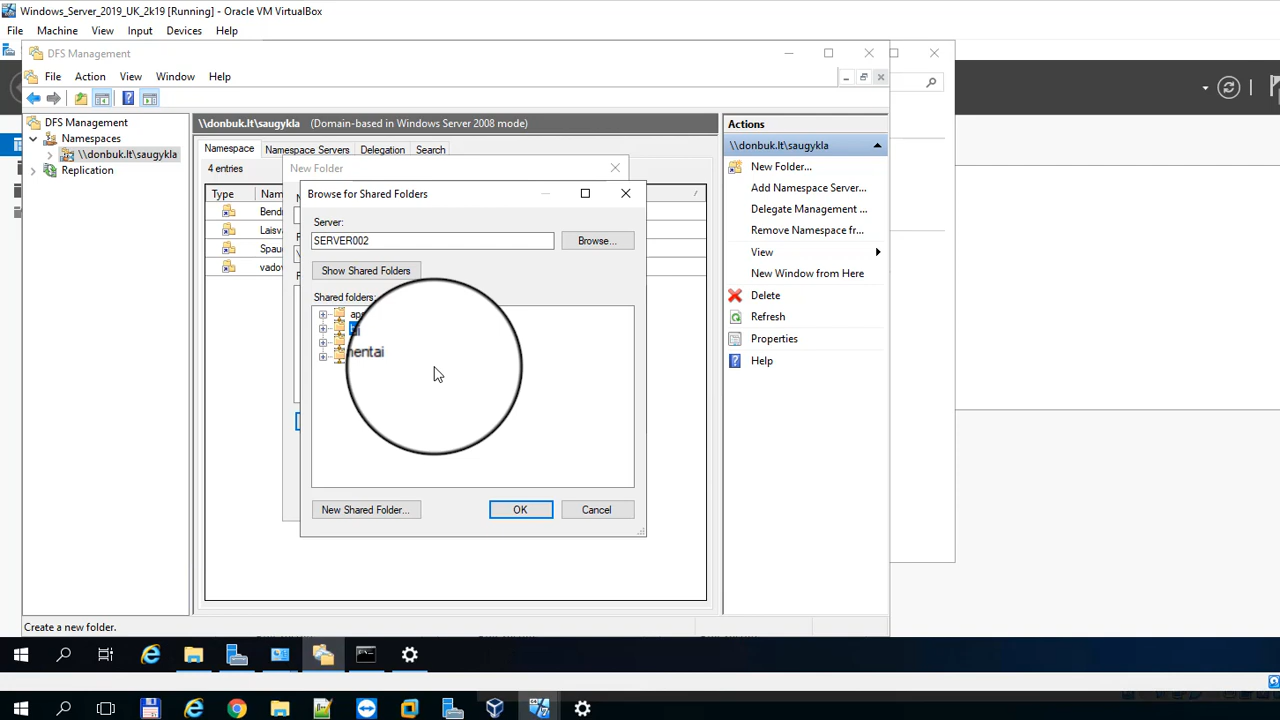 Windows_Server_2019_UK_2k19 [Running] - Oracle VM VirtualBox
File Machine View Input Devices Help
DFS Management
File Action View Window Help
DFS Management
Namespaces
\\donbuk.lt\saugykla
Replication
\\donbuk.lt\saugykla (Domain-based in Windows Server 2008 mode)
Namespace Namespace Servers Delegation Search
4 entries
Type
New Folder
Browse for Shared Folders
Server:
SERVER002
Browse...
Show Shared Folders
Shared folders:
New Shared Folder...
OK
Cancel
Actions
\\donbuk.lt\saugykla
New Folder...
Add Namespace Server...
Delegate Management ...
Remove Namespace fr...
View
New Window from Here
Delete
Refresh
Properties
Help
Create a new folder.